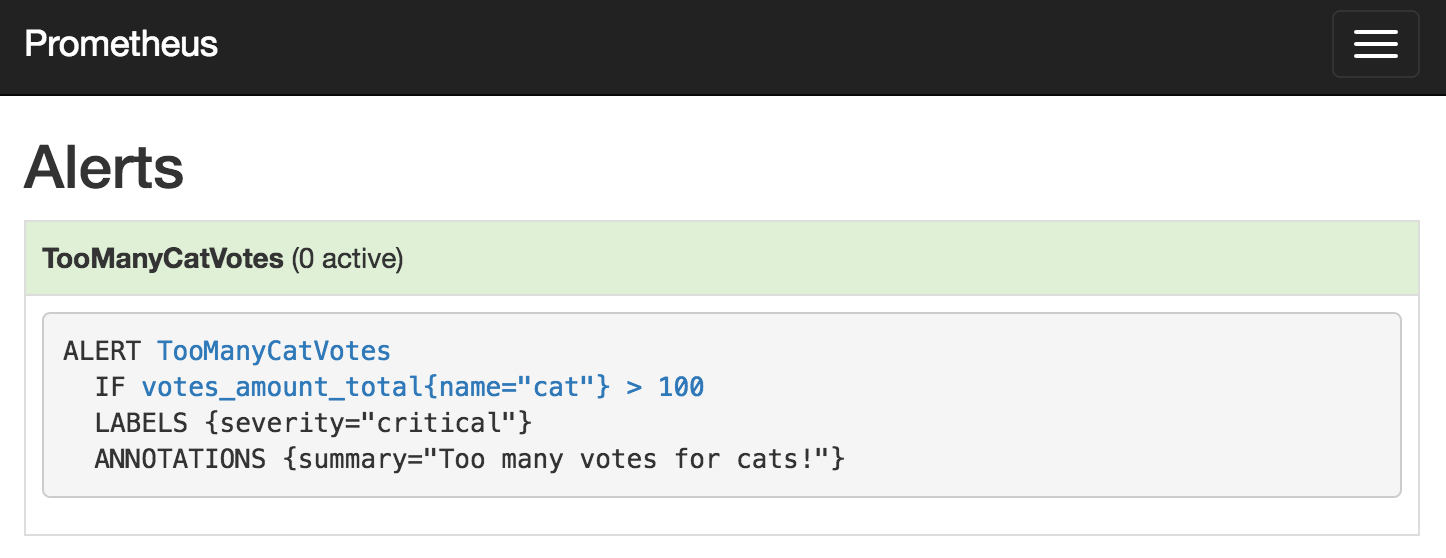 Prometheus
Alerts
TooManyCatVotes (0 active)
ALERT TooManyCatVotes
  IF votes_amount_total{name="cat"} > 100
  LABELS {severity="critical"}
  ANNOTATIONS {summary="Too many votes for cats!"}